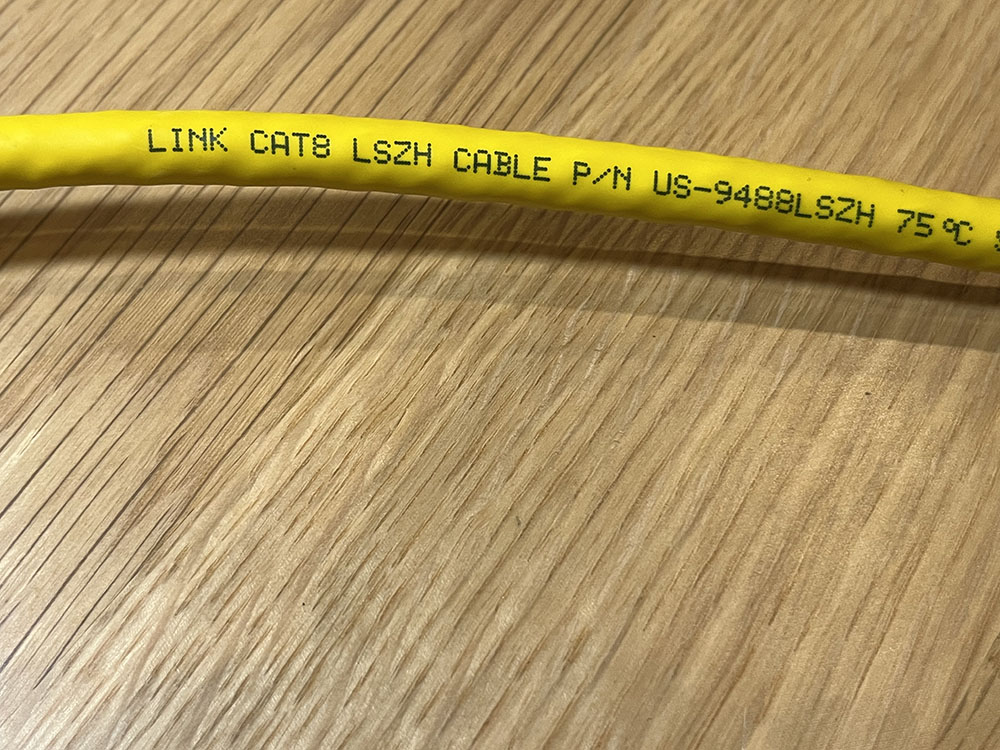 LINK CAT8 LSZH CABLE P/N US-9488LSZH 75°C